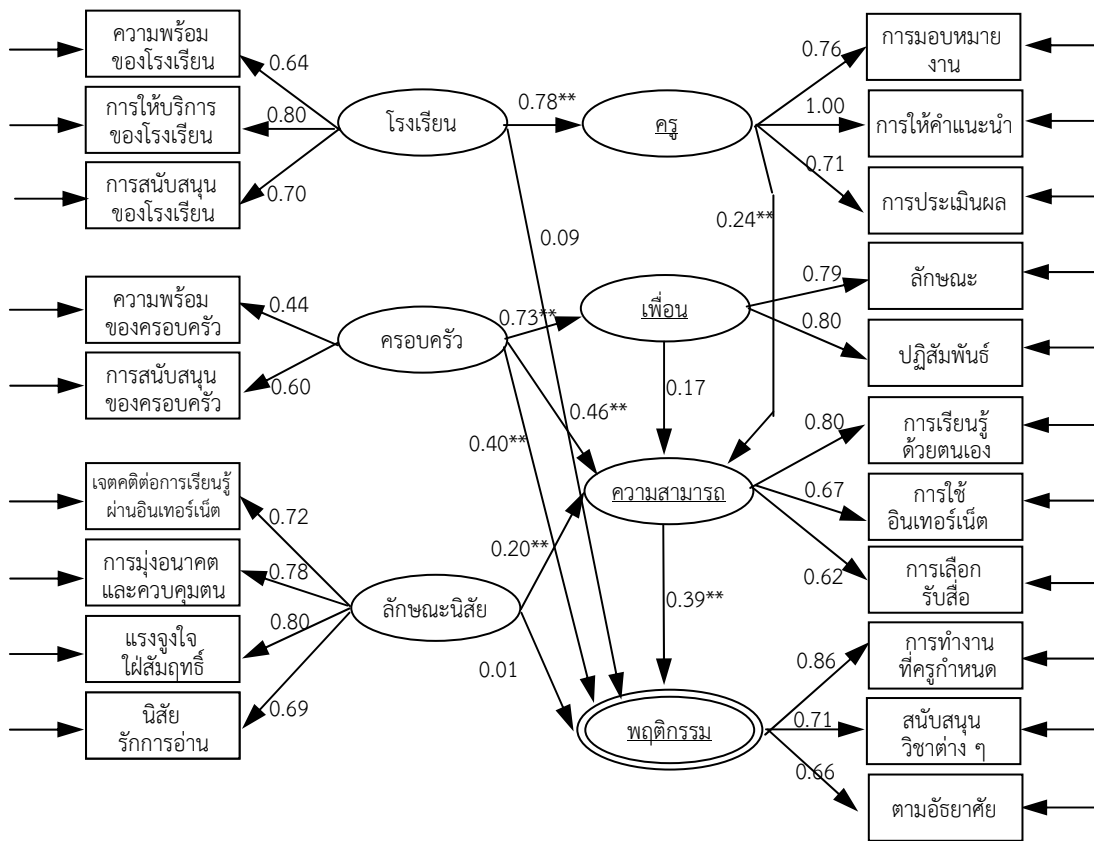 ความพร้อม
ของโรงเรียน
0.64
การให้บริการ
ของโรงเรียน
0.80
การสนับสนุน
ของโรงเรียน
0.70
โรงเรียน
0.78**
ครู
0.76
การมอบหมาย
งาน
1.00
การให้คำแนะนำ
0.71
การประเมินผล
0.24**
0.09
ความพร้อม
ของครอบครัว
0.44
การสนับสนุน
ของครอบครัว
0.60
ครอบครัว
0.73**
เพื่อน
0.79
ลักษณะ
0.80
ปฏิสัมพันธ์
0.17
0.46**
0.40**
เจตคติต่อการเรียนรู้
ผ่านอินเทอร์เน็ต
0.72
การมุ่งอนาคต
และควบคุมตน
0.78
แรงจูงใจ
ใฝ่สัมฤทธิ์
0.80
นิสัย
รักการอ่าน
0.69
ลักษณะนิสัย
0.20**
0.01
ความสามารถ
0.80
การเรียนรู้
ด้วยตนเอง
0.67
การใช้
อินเทอร์เน็ต
0.62
การเลือก
รับสื่อ
0.39**
พฤติกรรม
0.86
การทำงาน
ที่ครูกำหนด
0.71
สนับสนุน
วิชาต่าง ๆ
0.66
ตามอัธยาศัย